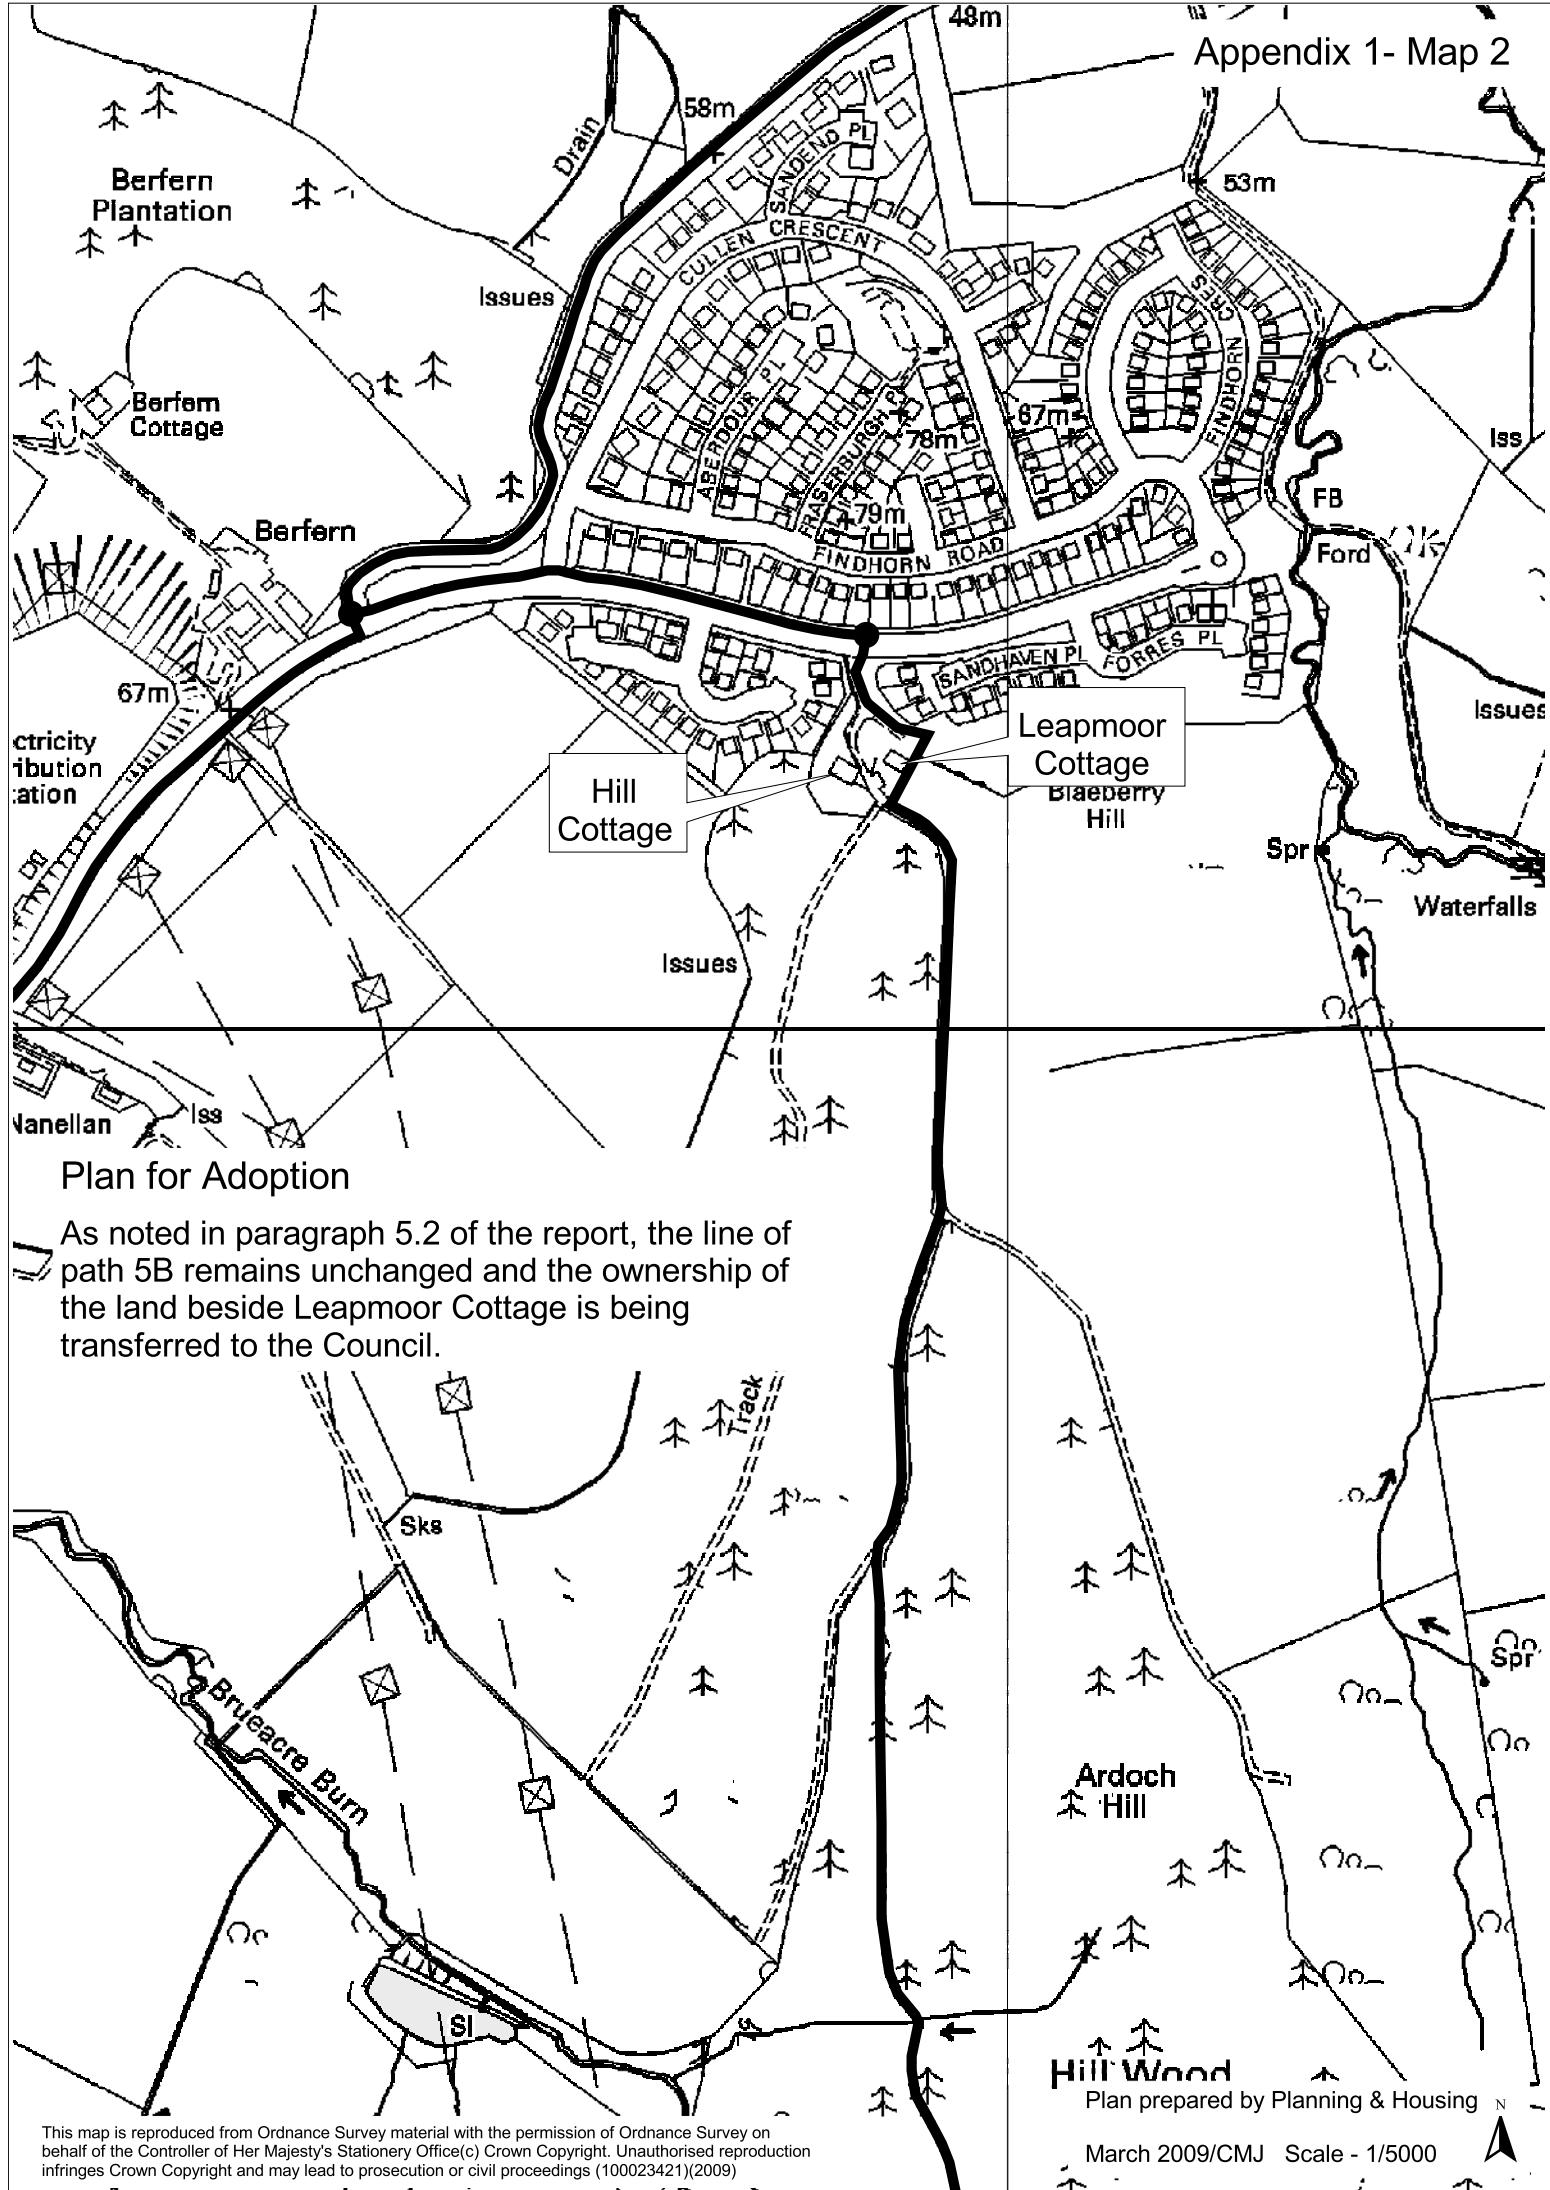 48m
Appendix 1- Map 2
58m
Drain
SANDEND PL
Berfern
Plantation
53m
CULLEN CRESCENT
Issues
CRES
FINDHORN
Berfern
Cottage
ABERDOUR PL
FRASERBURGH PL
67m
78m
Iss
79m
FB
Berfern
FINDHORN ROAD
Ford
LC
SANDHAVEN PL
FORRES PL
67m
Issues
Leapmoor
Cottage
ctricity
ribution
tation
Hill
Cottage
Blaeberry
Hill
Spr
Waterfalls
Issues
Nanellan
Iss
Plan for Adoption
As noted in paragraph 5.2 of the report, the line of
path 5B remains unchanged and the ownership of
the land beside Leapmoor Cottage is being
transferred to the Council.
Track
Sks
Spr
Brueacre Burn
Ardoch
Hill
Sl
Hill Wood
Plan prepared by Planning & Housing
N
March 2009/CMJ Scale - 1/5000
This map is reproduced from Ordnance Survey material with the permission of Ordnance Survey on
behalf of the Controller of Her Majesty's Stationery Office(c) Crown Copyright. Unauthorised reproduction
infringes Crown Copyright and may lead to prosecution or civil proceedings (100023421)(2009)